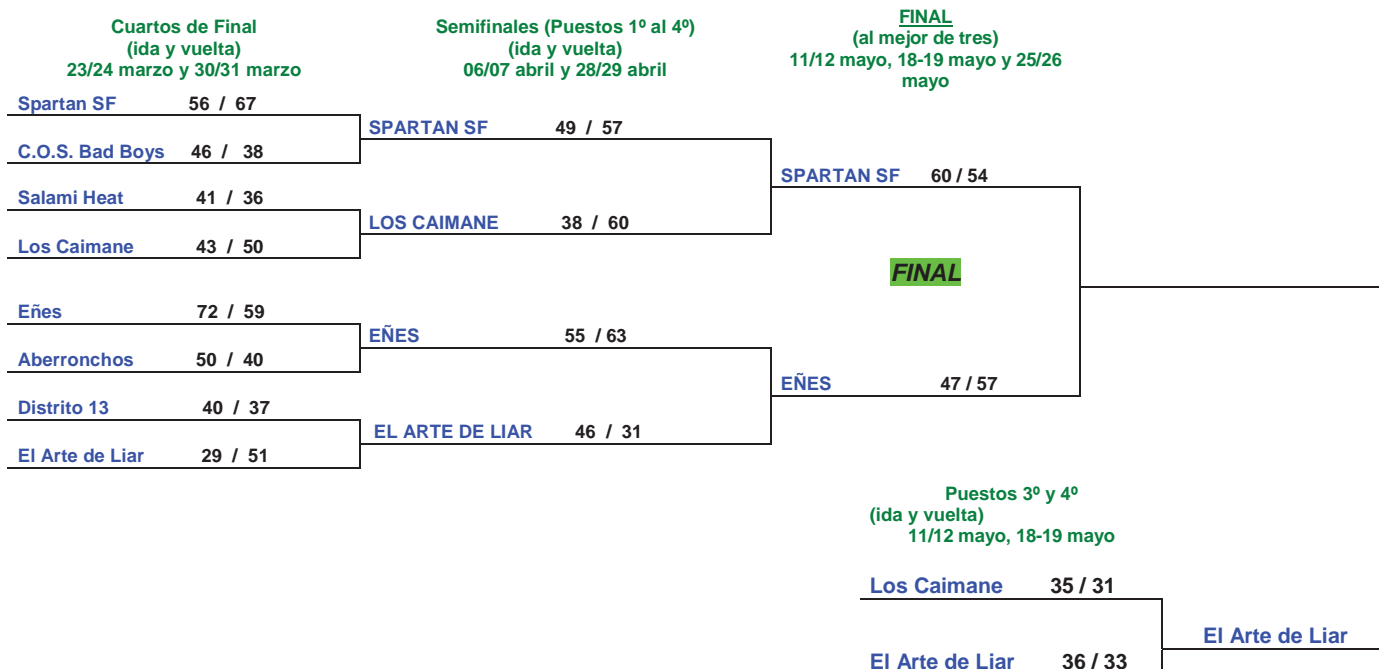 Cuartos de Final
(ida y vuelta)
23/24 marzo y 30/31 marzo
Semifinales (Puestos 1º al 4º)
(ida y vuelta)
06/07 abril y 28/29 abril
FINAL
(al mejor de tres)
11/12 mayo, 18-19 mayo y 25/26
mayo
Spartan SF 56 / 67
C.O.S. Bad Boys 46 / 38
Salami Heat 41 / 36
Los Caimane 43 / 50
Eñes 72 / 59
Aberronchos 50 / 40
Distrito 13 40 / 37
El Arte de Liar 29 / 51
SPARTAN SF 49 / 57
LOS CAIMANE 38 / 60
EÑES 55 / 63
EL ARTE DE LIAR 46 / 31
SPARTAN SF 60 / 54
FINAL
EÑES 47 / 57
Puestos 3º y 4º
(ida y vuelta)
11/12 mayo, 18-19 mayo
Los Caimane 35 / 31
El Arte de Liar 36 / 33
El Arte de Liar